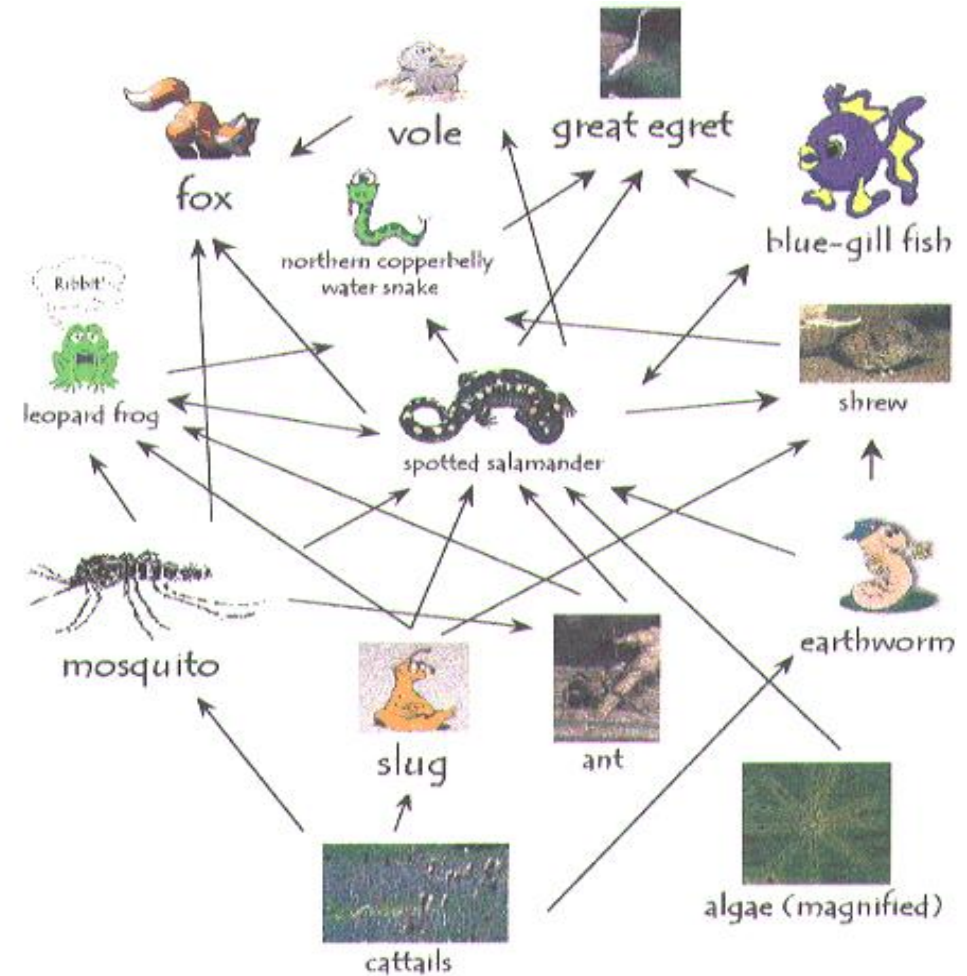 vole
great egret
fox
blue-gill fish
northern copperbelly
water snake
Ribbit!
shrew
leopard frog
spotted salamander
earthworm
mosquito
slug
ant
algae (magnified)
cattails